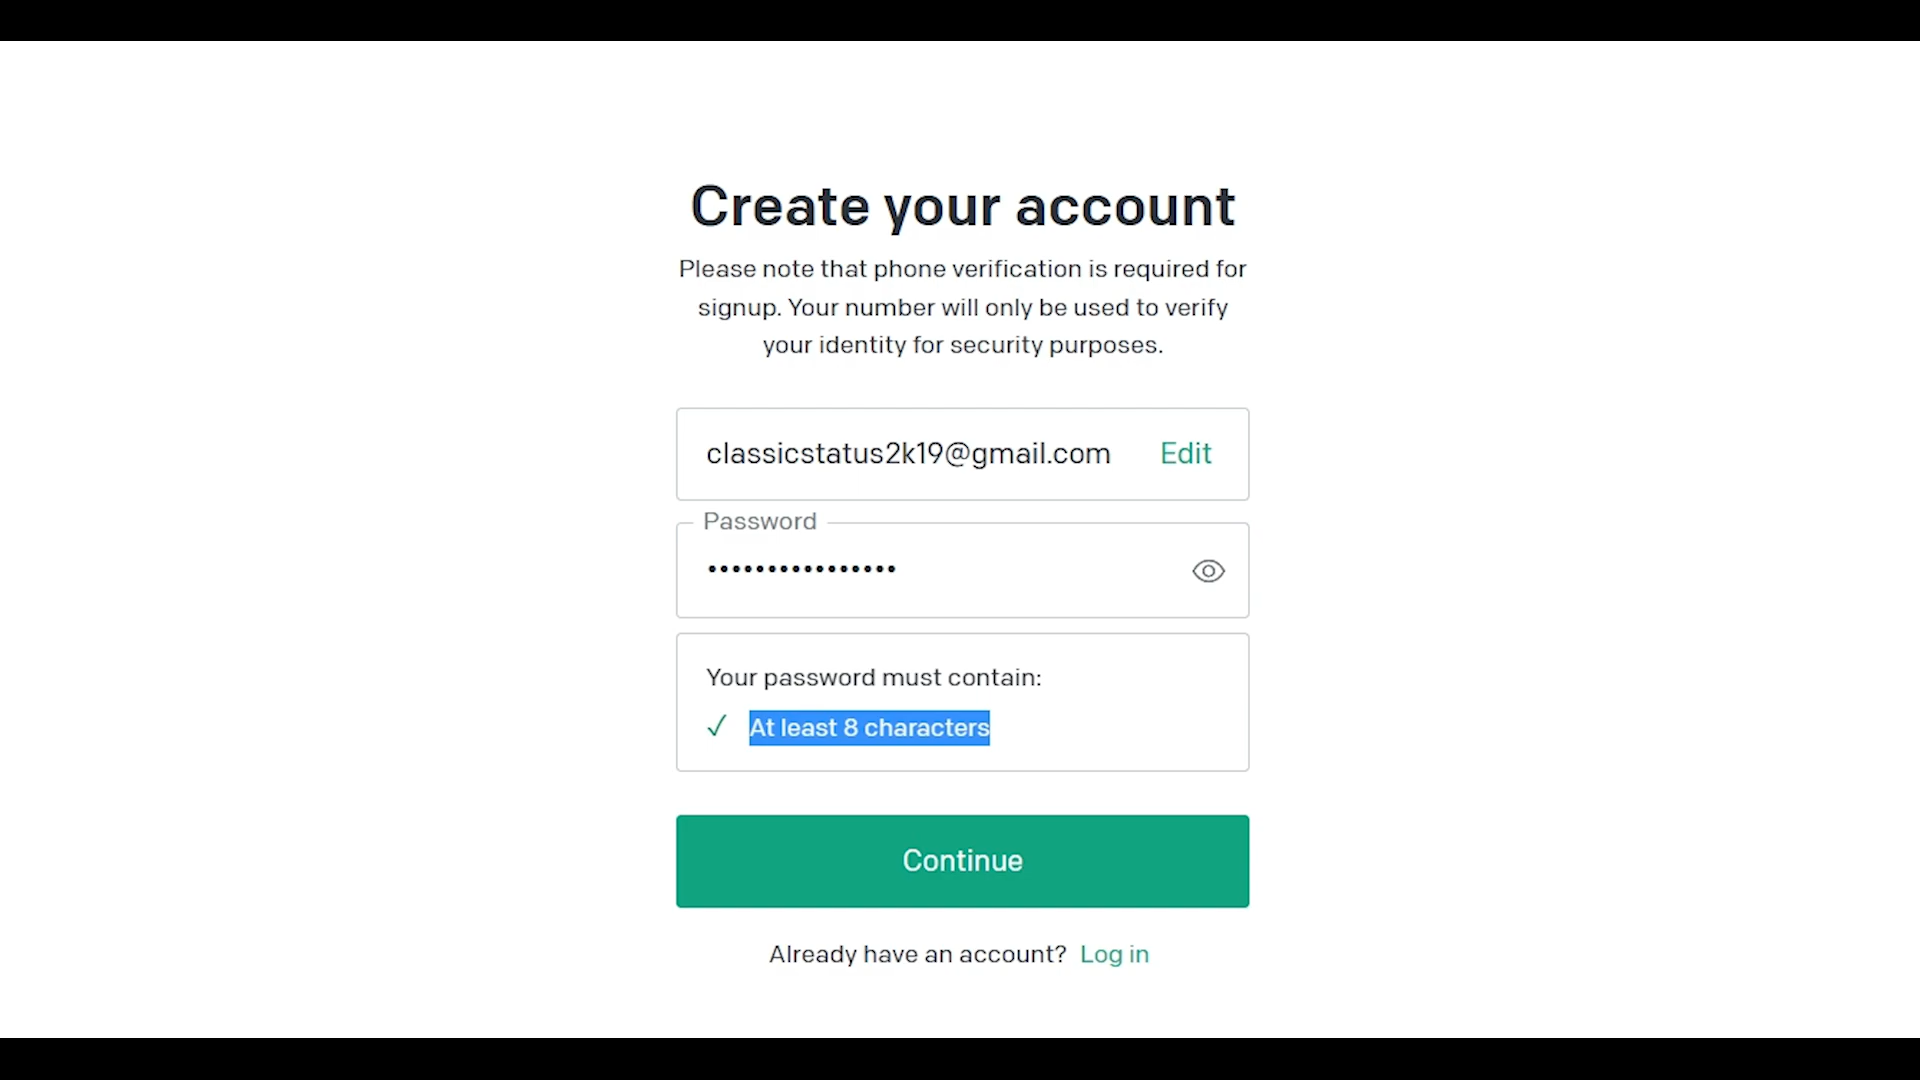 Create your account
Please note that phone verification is required for
signup. Your number will only be used to verify
your identity for security purposes.
classicstatus2k19@gmail.com Edit
Password
••••••••••••••••
Your password must contain:
✓ At least 8 characters
Continue
Already have an account? Log in